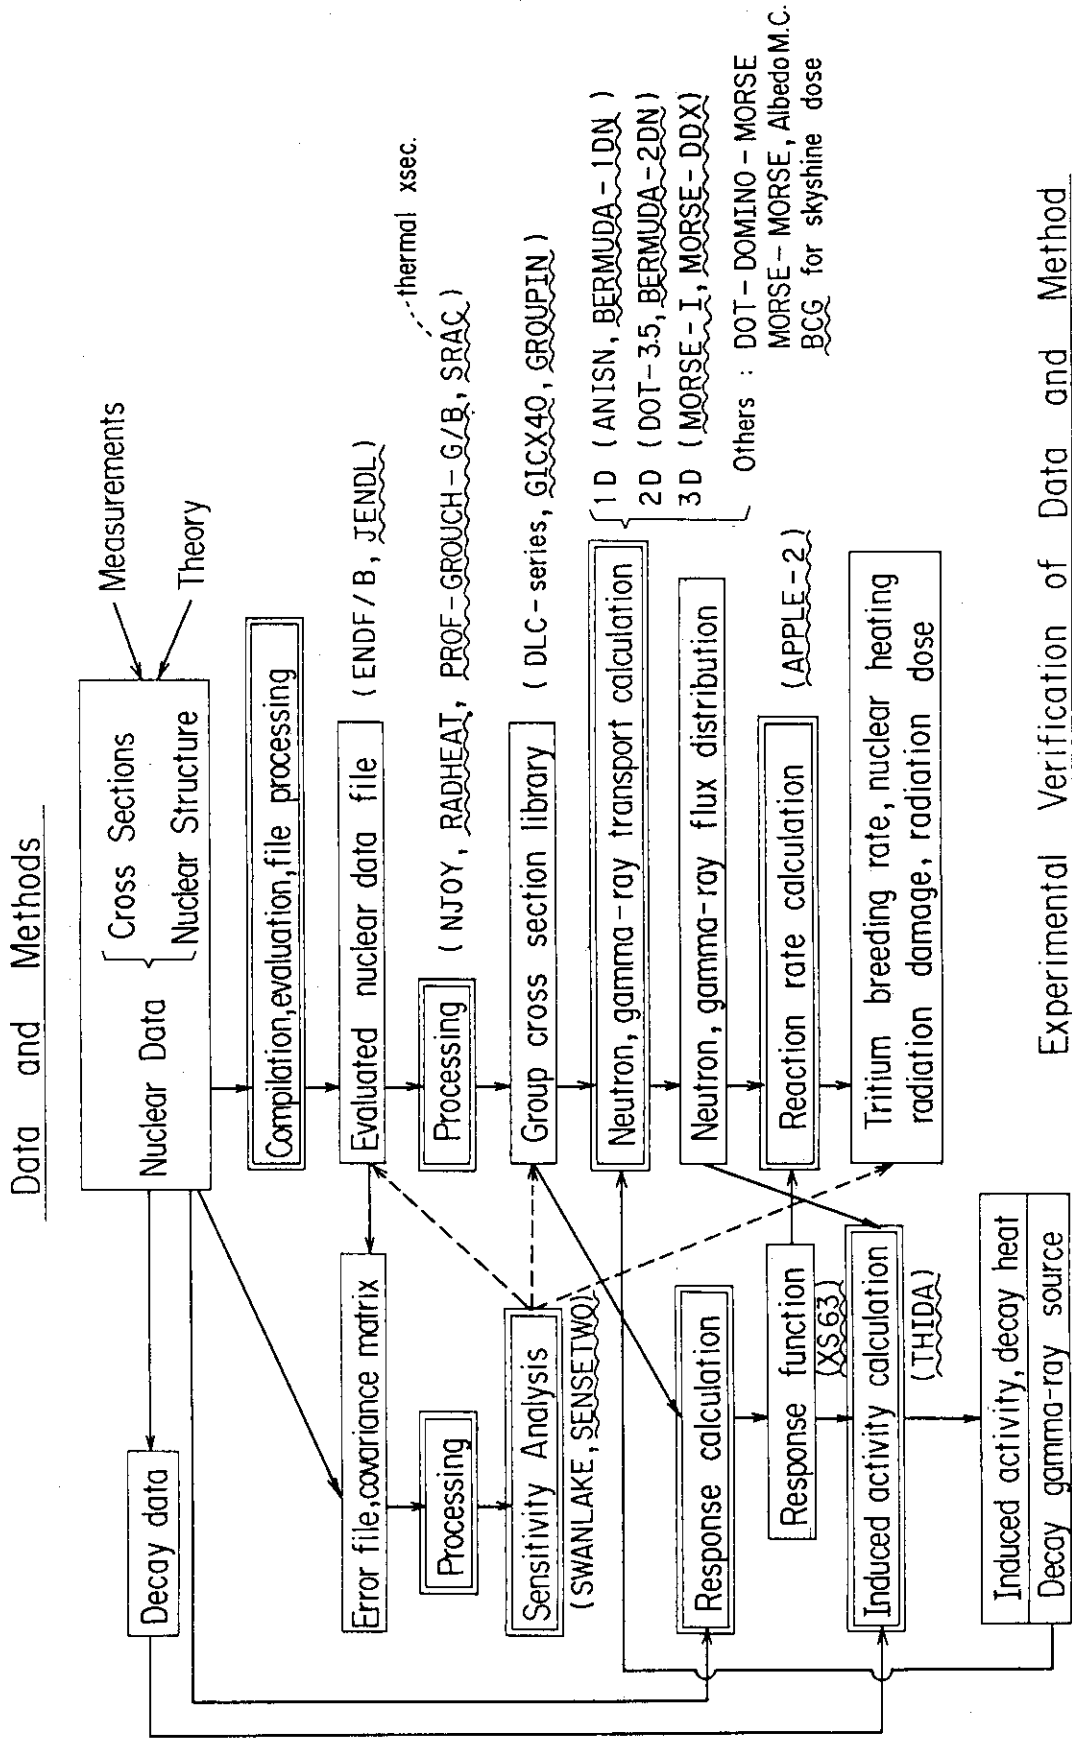 Data and Methods
Measurements
Theory
Nuclear Data { Cross Sections
Nuclear Structure
Decay data
Compilation, evaluation, file processing
Error file, covariance matrix
Evaluated nuclear data file (ENDF/B, JENDL)
thermal xsec.
Processing
Processing (NJOY, RADHEAT, PROF-GROUCH-G/B, SRAC)
Sensitivity Analysis
(SWANLAKE, SENSETWO)
Group cross section library (DLC-series, GICX40, GROUPIN)
Neutron, gamma-ray transport calculation
1D (ANISN, BERMUDA-1DN)
2D (DOT-3.5, BERMUDA-2DN)
3D (MORSE-I, MORSE-DDX)
Others : DOT-DOMINO-MORSE
MORSE-MORSE, Albedo M.C.
BCG for skyshine dose
Response calculation
Neutron, gamma-ray flux distribution
Response function
(XS63)
Reaction rate calculation (APPLE-2)
Induced activity calculation
(THIDA)
Tritium breeding rate, nuclear heating
radiation damage, radiation dose
Induced activity, decay heat
Decay gamma-ray source
Experimental Verification of Data and Method